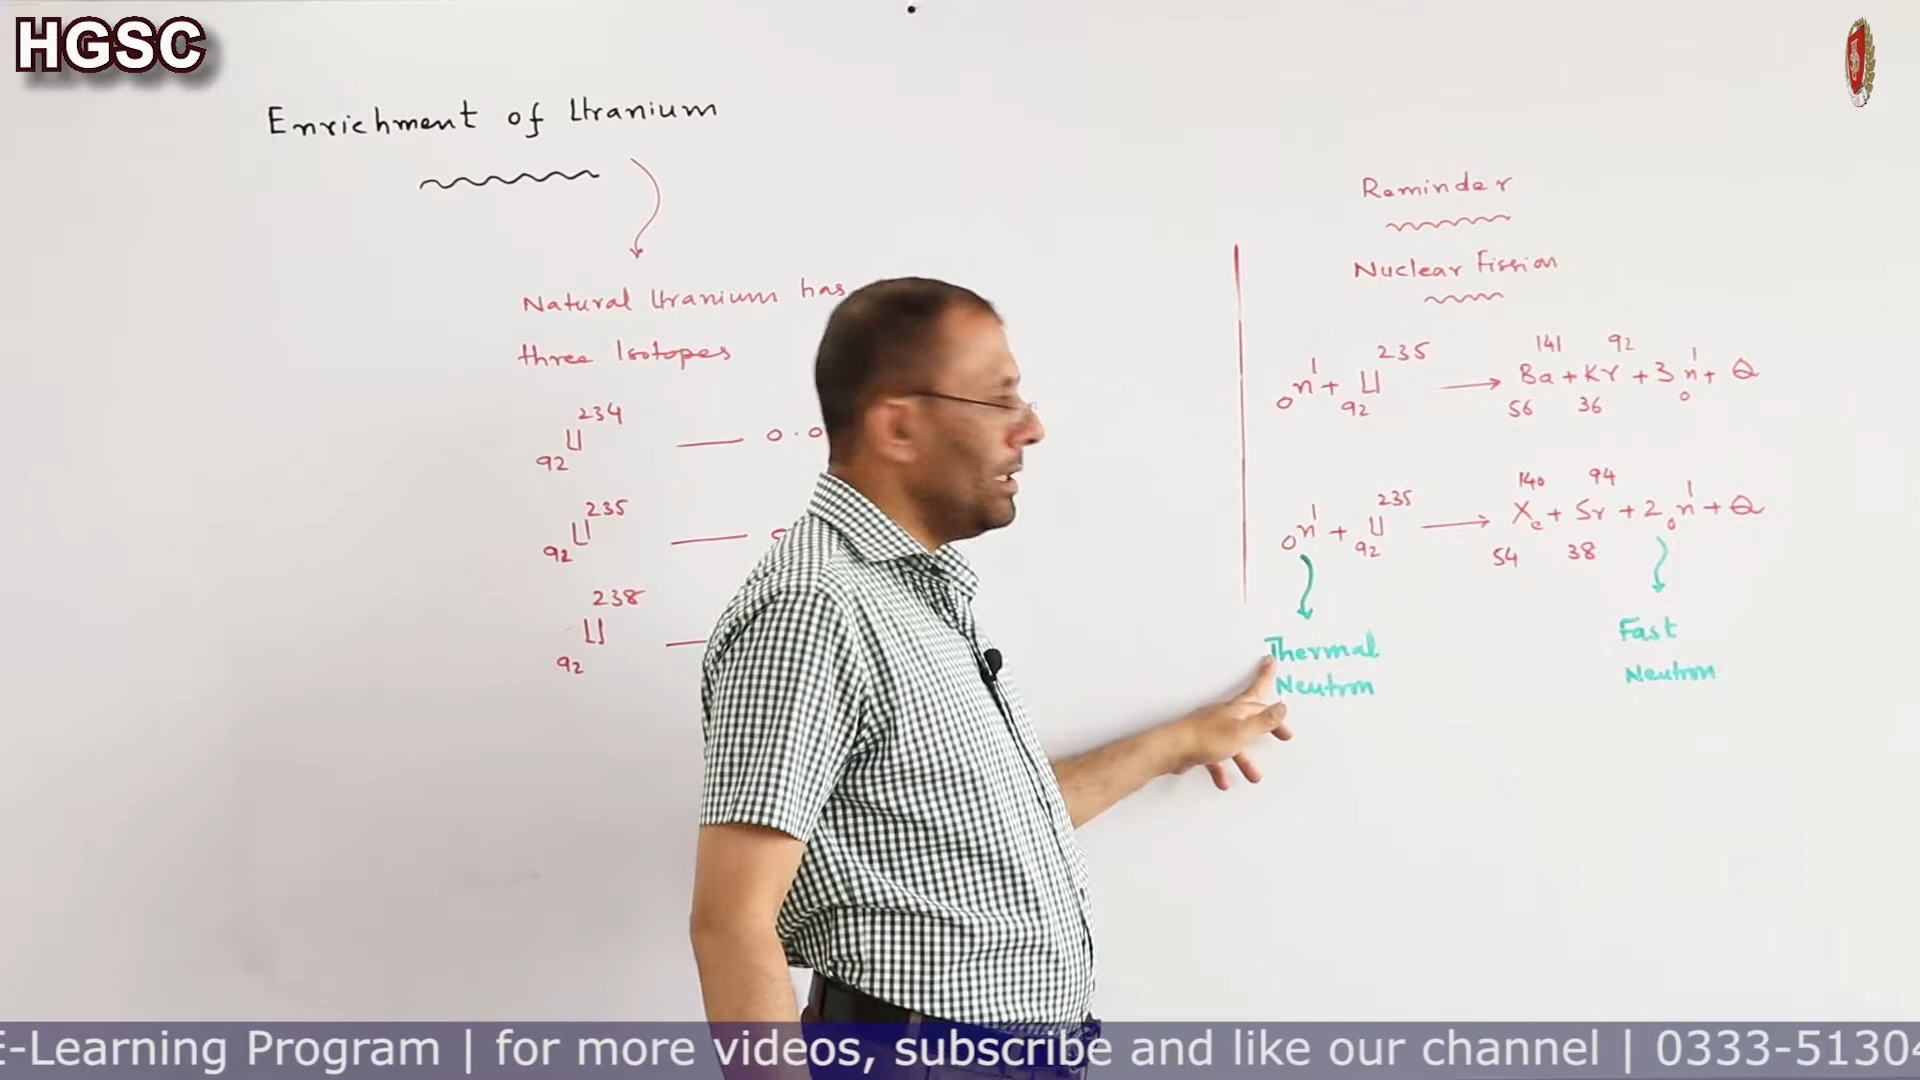 HGSC
Enrichment of Uranium
Natural Uranium has
three Isotopes
92 U 234 — 0.0
92 U 235 —
92 U 238 —
Reminder
Nuclear Fission
0 n 1 + 92 U 235 → 56 Ba 141 + 36 Kr 92 + 3 0 n 1 + Q
0 n 1 + 92 U 235 → 54 Xe 140 + 38 Sr 94 + 2 0 n 1 + Q
Thermal
Neutron
Fast
Neutron
E-Learning Program | for more videos, subscribe and like our channel | 0333-5130